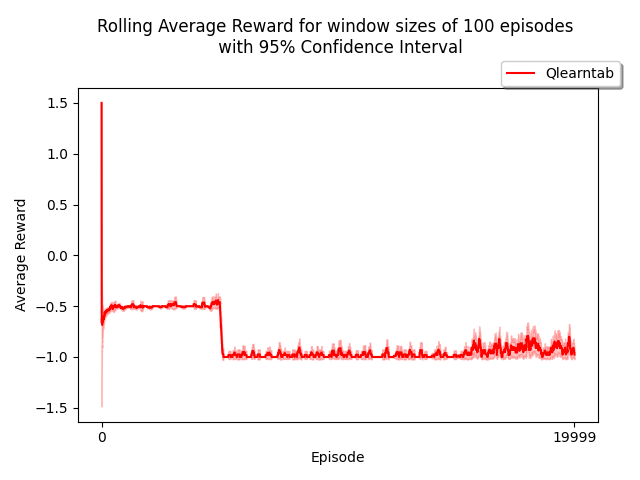 Rolling Average Reward for window sizes of 100 episodes
with 95% Confidence Interval
Qlearntab
1.5
1.0
0.5
0.0
−0.5
−1.0
−1.5
Average Reward
0
19999
Episode